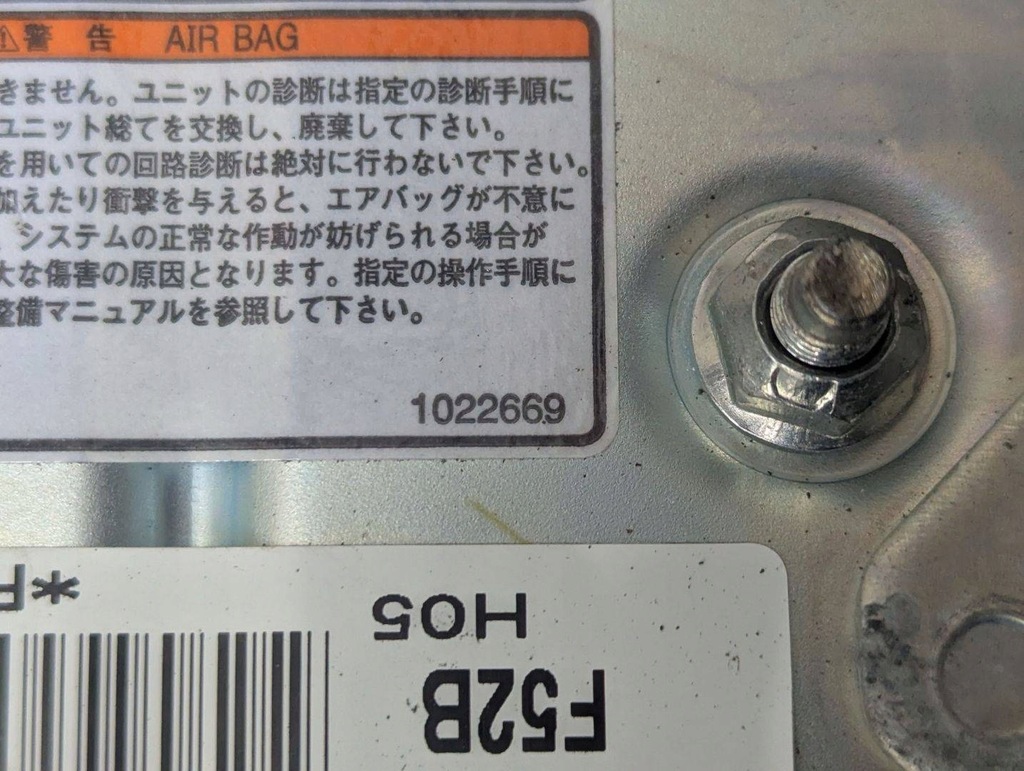 ⚠警 告 AIR BAG
きません。ユニットの診断は指定の診断手順に
ユニット総てを交換し、廃棄して下さい。
を用いての回路診断は絶対に行わないで下さい。
加えたり衝撃を与えると、エアバッグが不意に
、システムの正常な作動が妨げられる場合が
大な傷害の原因となります。指定の操作手順に
整備マニュアルを参照して下さい。
1022669
F52B
H05